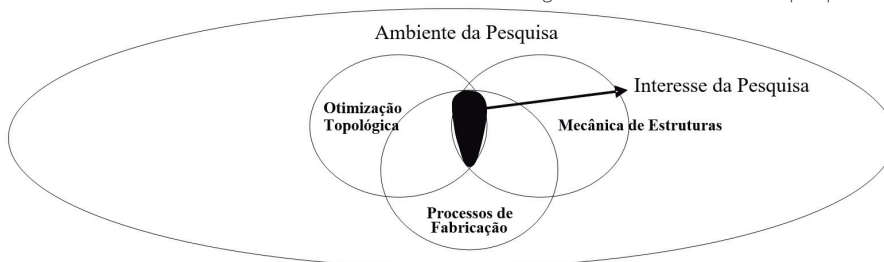 Ambiente da Pesquisa
Interesse da Pesquisa
Otimização
Topológica
Mecânica de Estruturas
Processos de
Fabricação